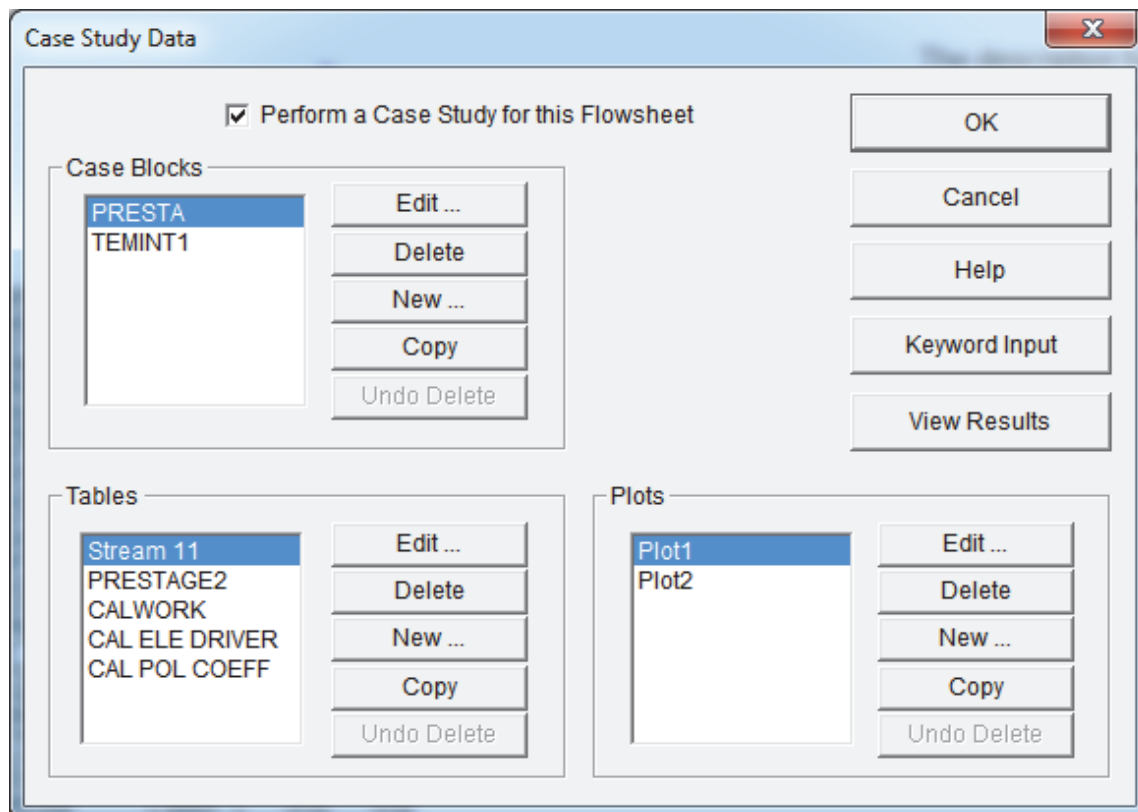 Case Study Data
Perform a Case Study for this Flowsheet
OK
Cancel
Help
Keyword Input
View Results
Case Blocks
PRESTA
TEMINT1
Edit ...
Delete
New ...
Copy
Undo Delete
Tables
Stream 11
PRESTAGE2
CALWORK
CAL ELE DRIVER
CAL POL COEFF
Edit ...
Delete
New ...
Copy
Undo Delete
Plots
Plot1
Plot2
Edit ...
Delete
New ...
Copy
Undo Delete